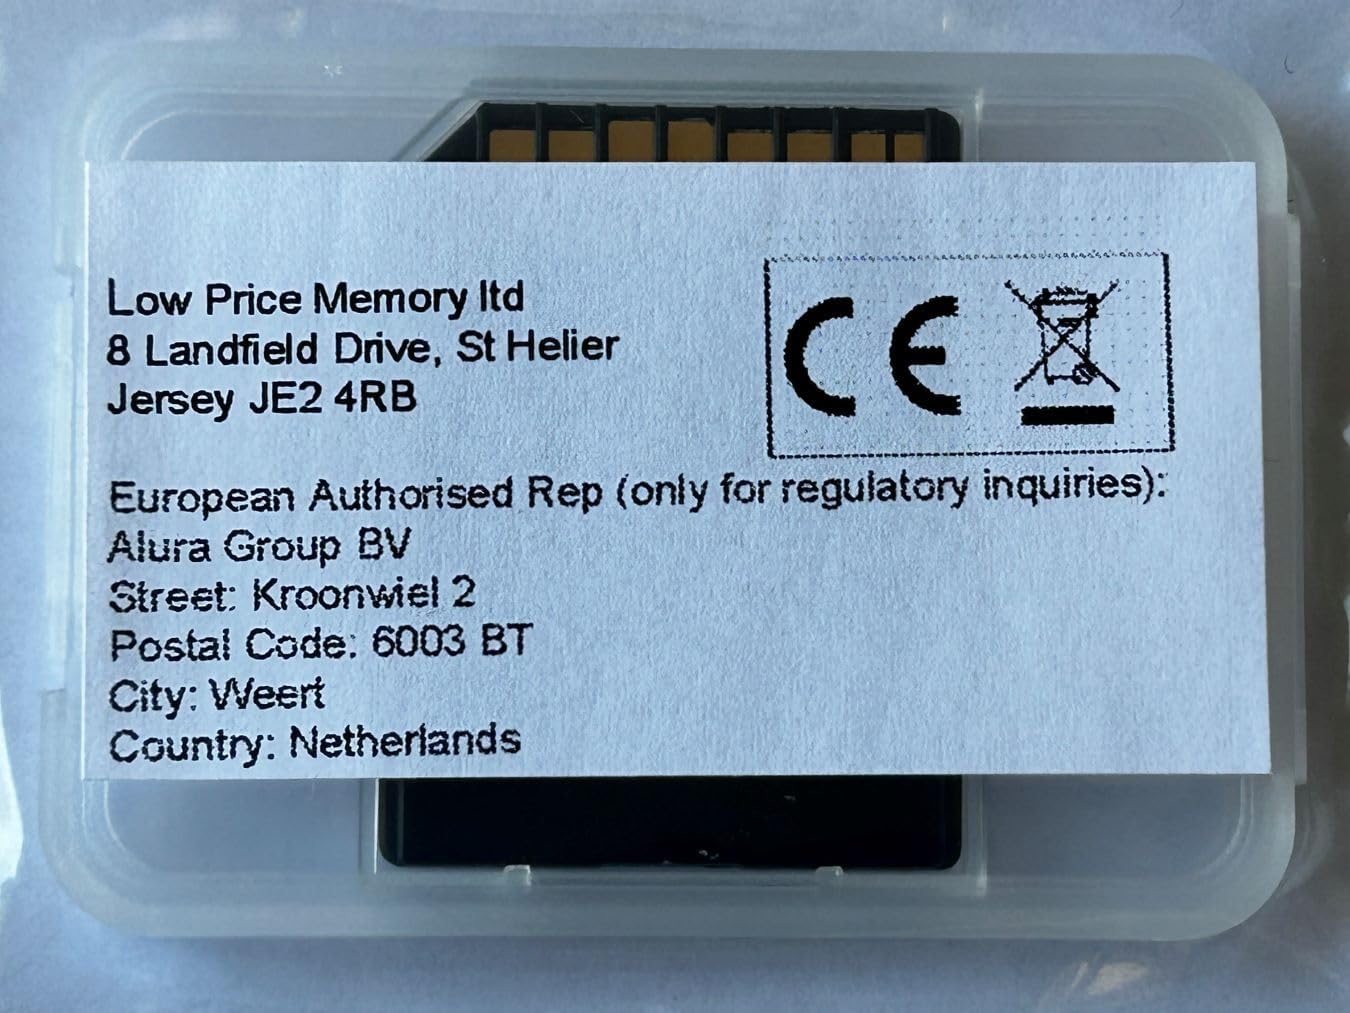 Low Price Memory ltd
8 Landfield Drive, St Helier
Jersey JE2 4RB
CE
European Authorised Rep (only for regulatory inquiries):
Alura Group BV
Street: Kroonwiel 2
Postal Code: 6003 BT
City: Weert
Country: Netherlands